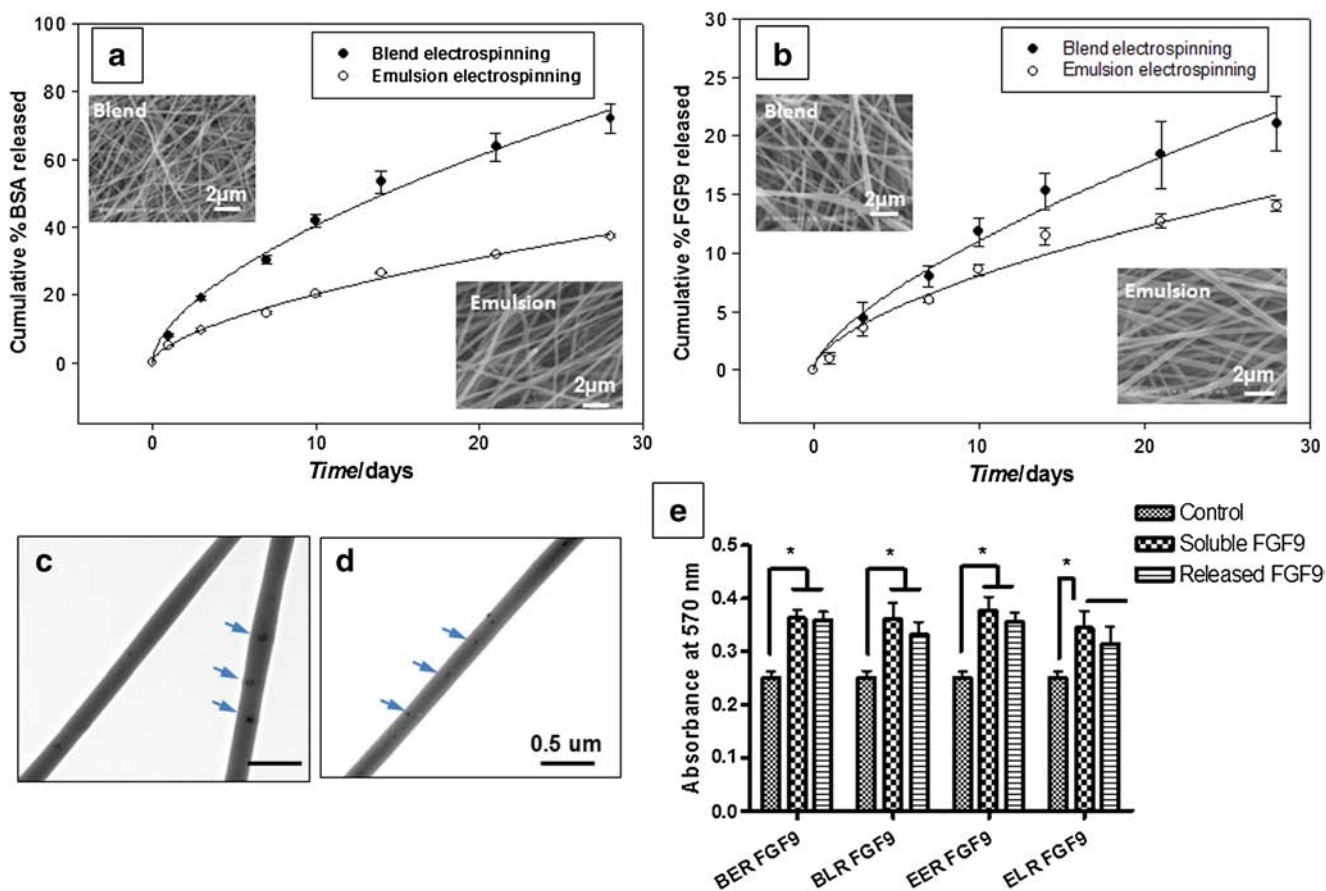 a
Blend electrospinning
Emulsion electrospinning
Cumulative % BSA released
100
80
60
40
20
0
Blend
2μm
Emulsion
2μm
0
10
20
30
Time/days
b
Blend electrospinning
Emulsion electrospinning
Cumulative % FGF9 released
30
25
20
15
10
5
0
Blend
2μm
Emulsion
2μm
0
10
20
30
Time/days
c
d
0.5 um
e
Control
Soluble FGF9
Released FGF9
Absorbance at 570 nm
0.5
0.4
0.3
0.2
0.1
0.0
*
*
*
*
BER FGF9
BLR FGF9
EER FGF9
ELR FGF9